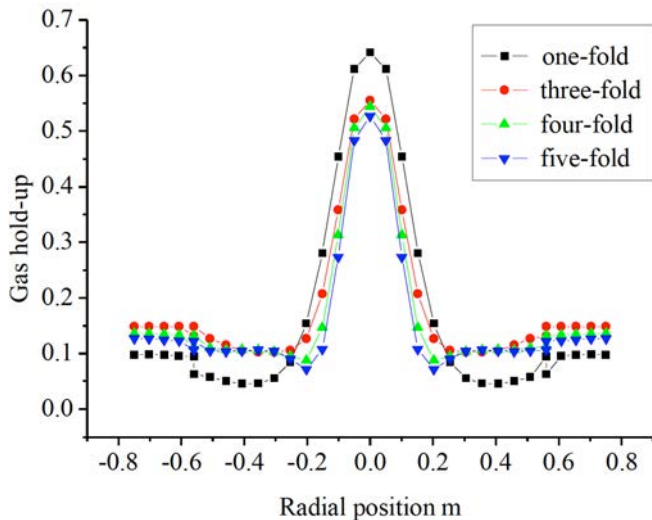 0.7
0.6
0.5
0.4
0.3
0.2
0.1
0.0
Gas hold-up
one-fold
three-fold
four-fold
five-fold
-0.8 -0.6 -0.4 -0.2 0.0 0.2 0.4 0.6 0.8
Radial position m